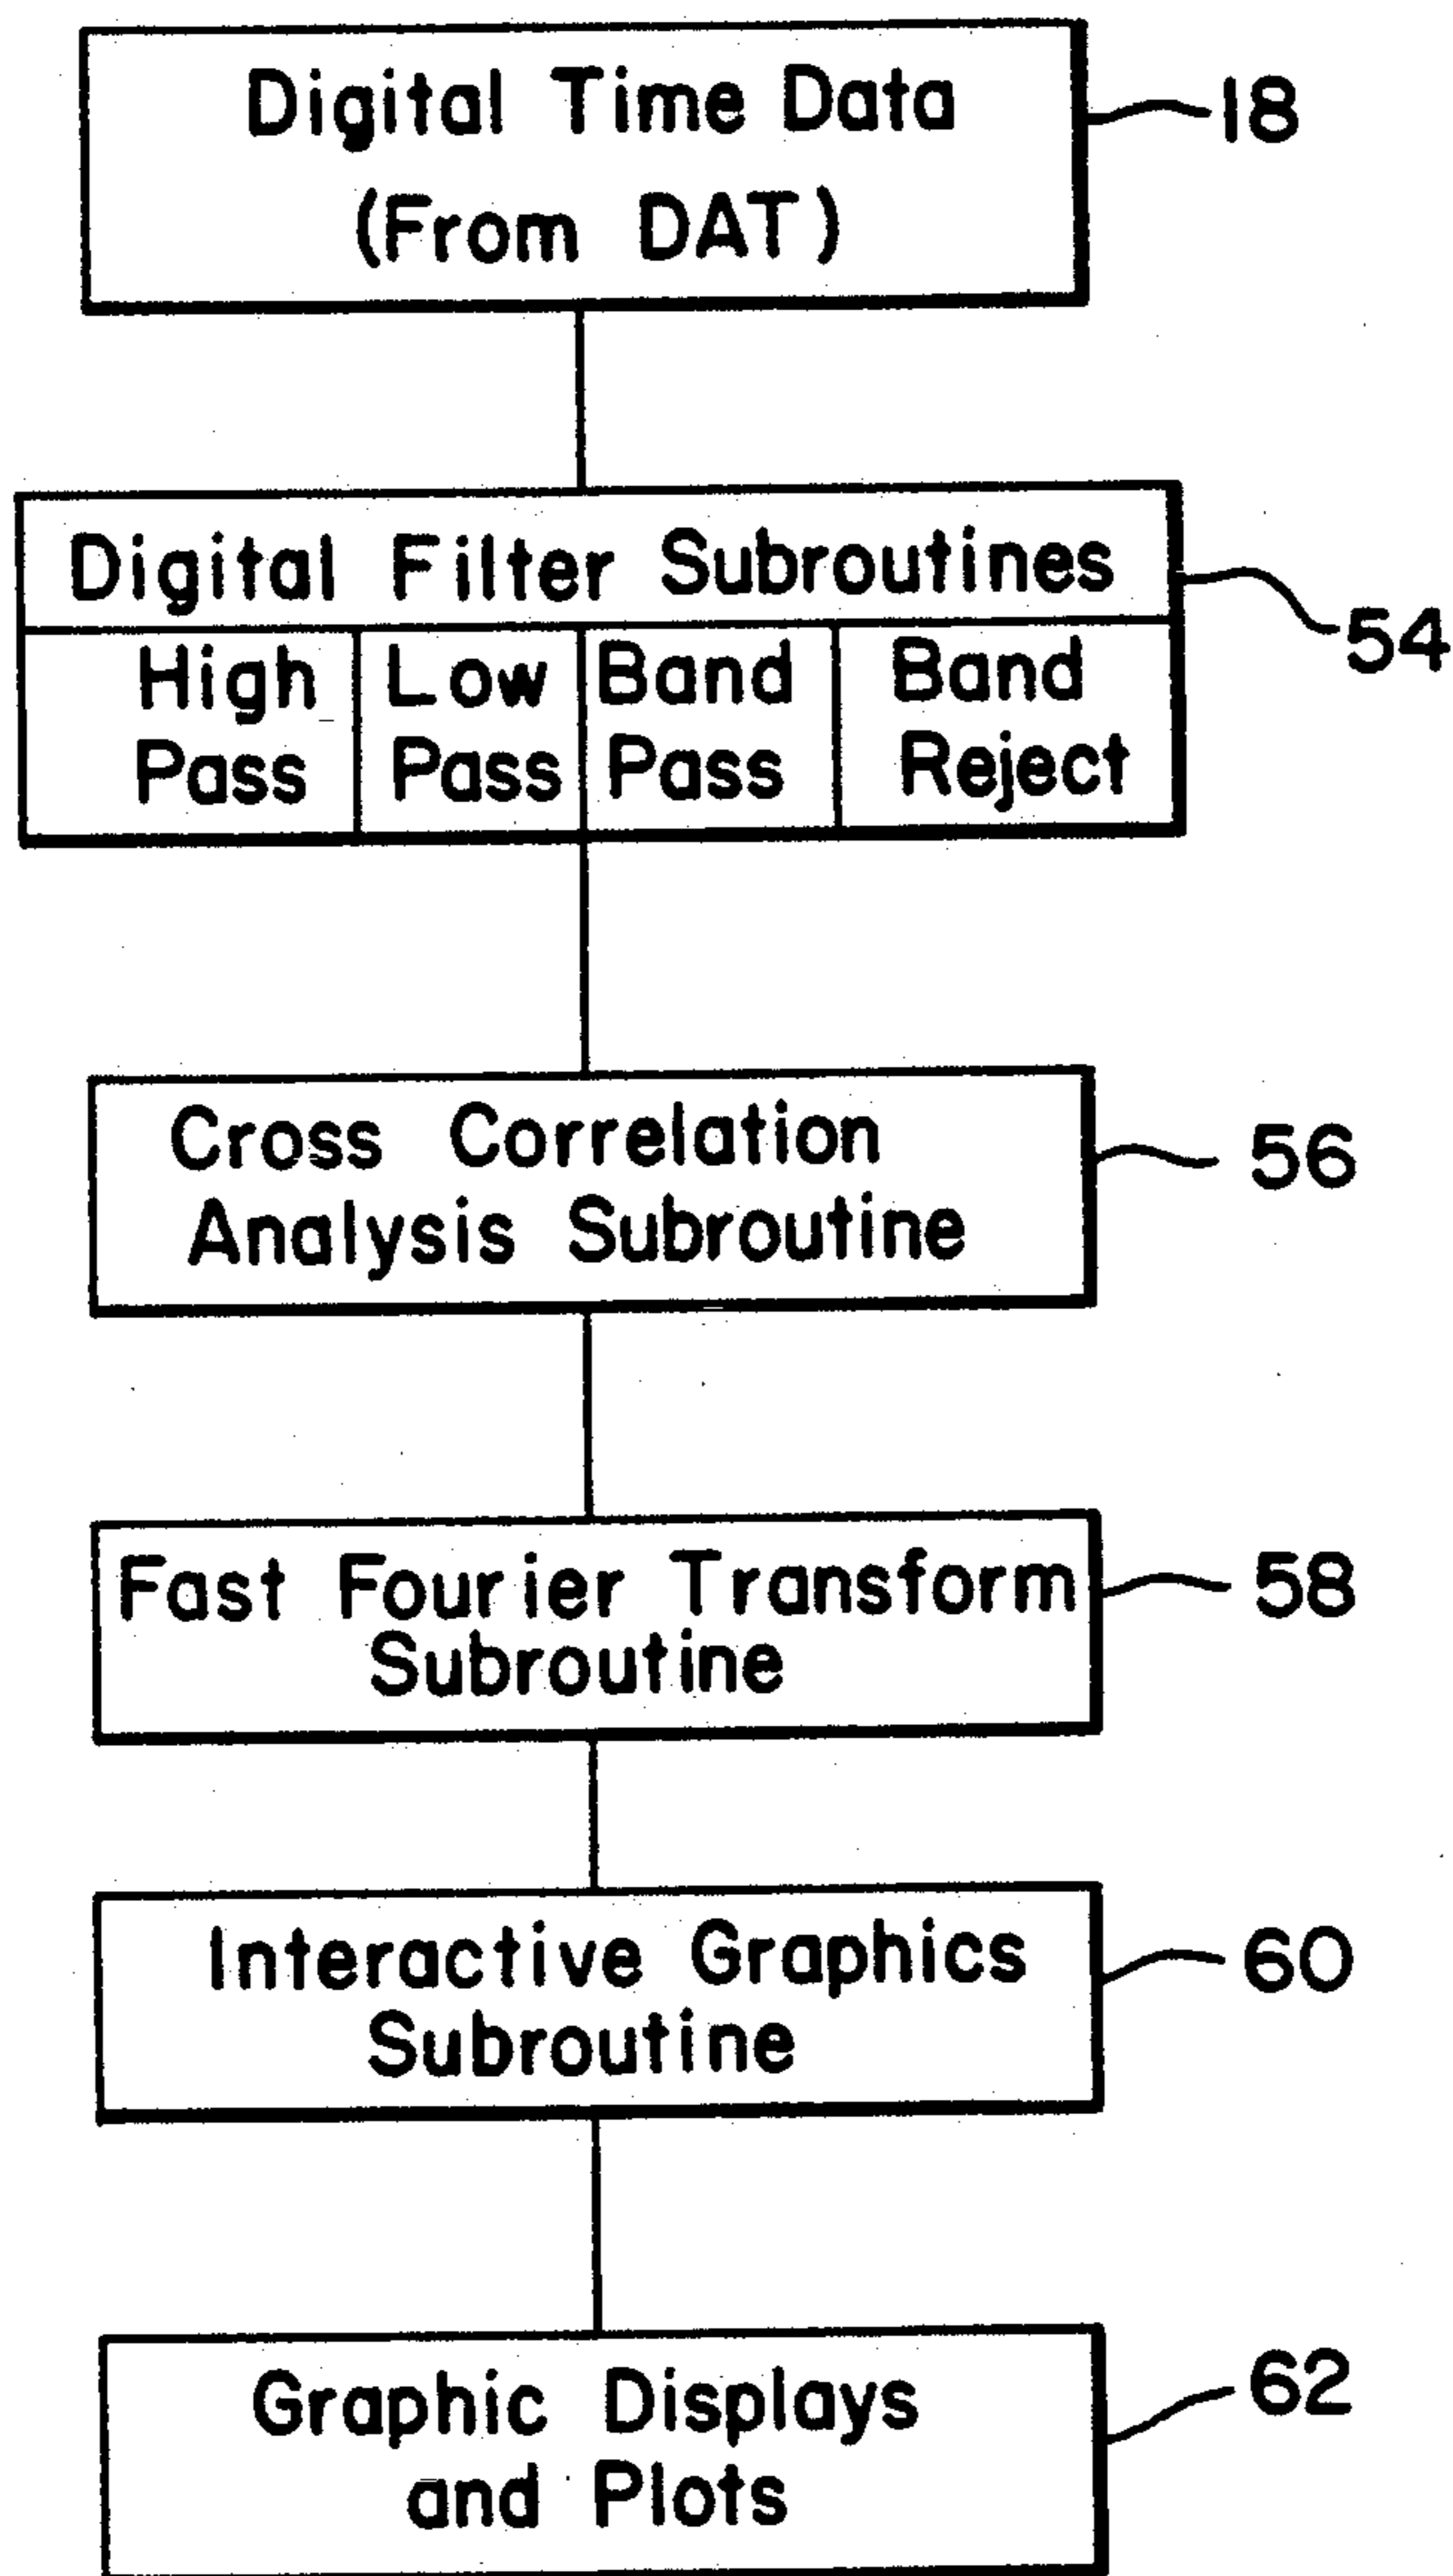 Digital Time Data
(From DAT)
18
Digital Filter Subroutines
54
High Pass
Low Pass
Band Pass
Band Reject
Cross Correlation
Analysis Subroutine
56
Fast Fourier Transform
Subroutine
58
Interactive Graphics
Subroutine
60
Graphic Displays
and Plots
62